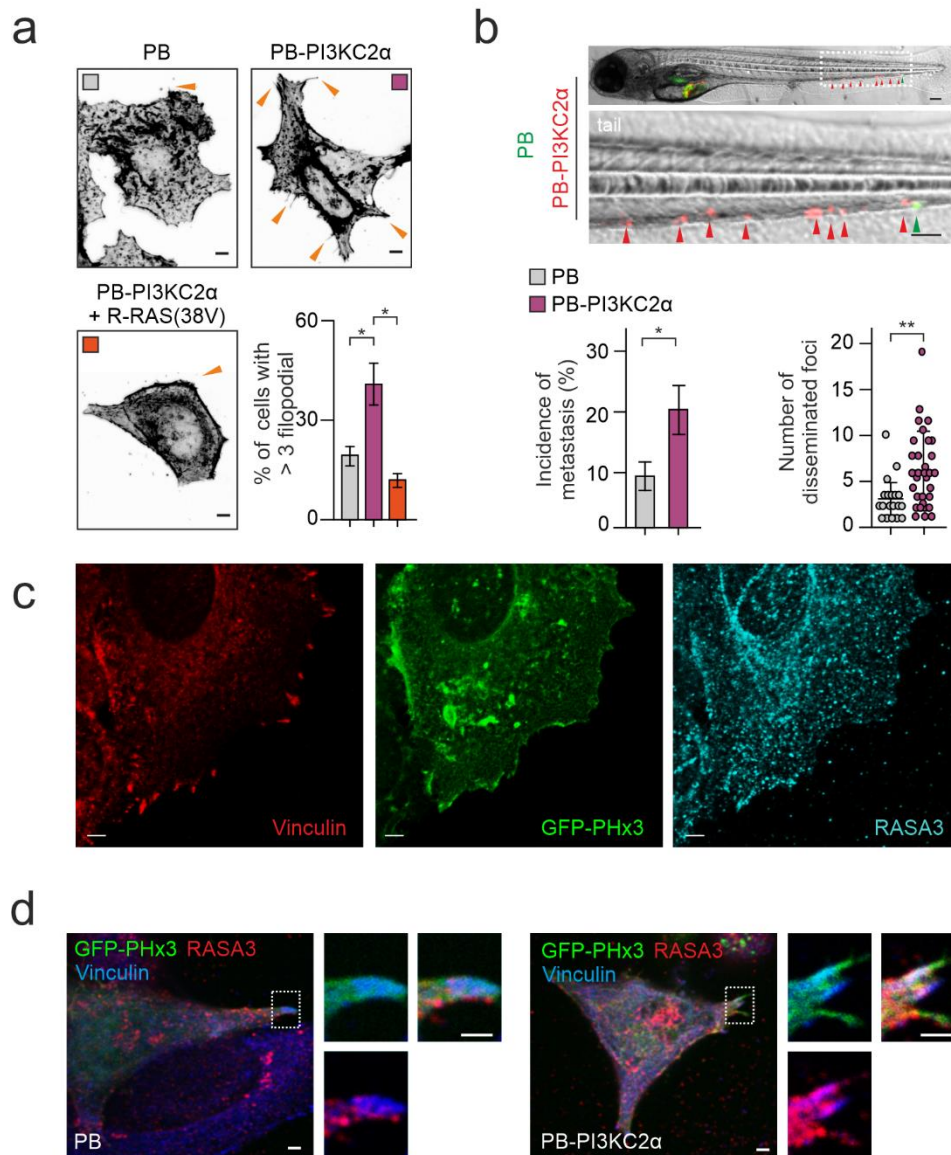 a
PB
PB-PI3KC2α
PB-PI3KC2α
+ R-RAS(38V)
% of cells with
> 3 filopodial
60
30
0
*
*
b
PB
PB-PI3KC2α
tail
PB
PB-PI3KC2α
Incidence of
metastasis (%)
30
20
10
0
*
Number of
disseminated foci
20
15
10
5
0
**
c
Vinculin
GFP-PHx3
RASA3
d
GFP-PHx3 RASA3
Vinculin
PB
GFP-PHx3 RASA3
Vinculin
PB-PI3KC2α